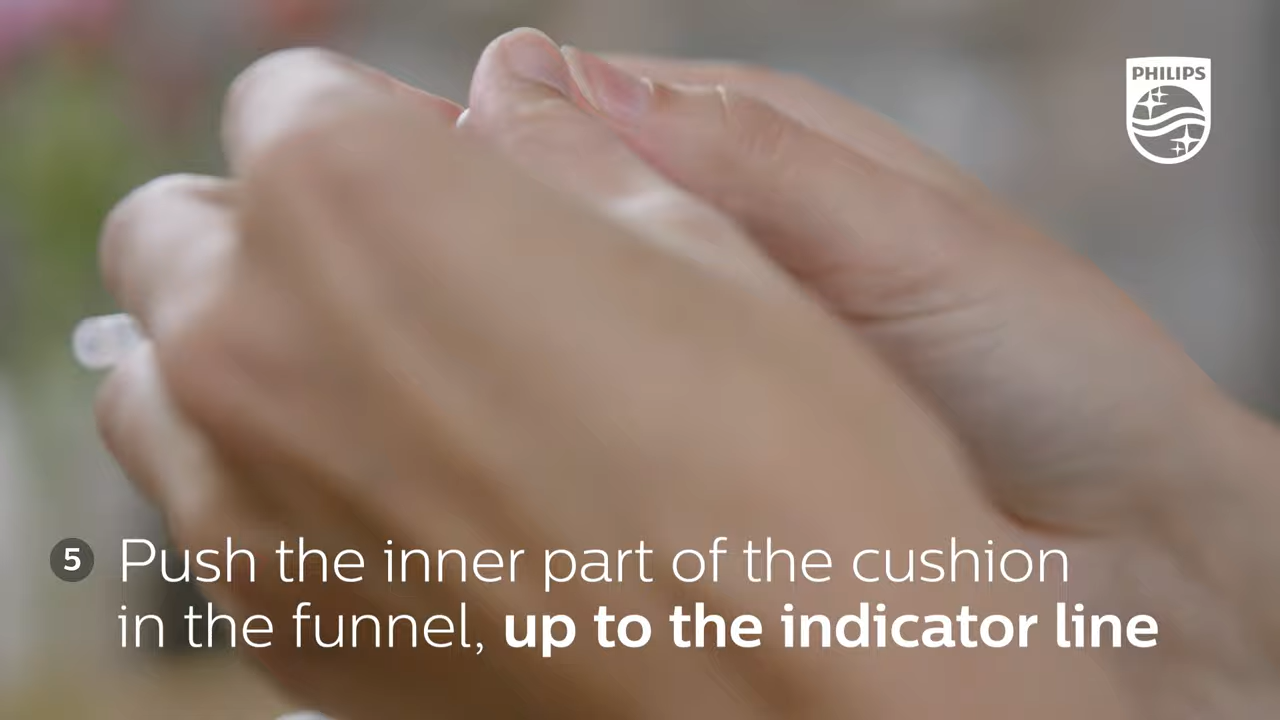 PHILIPS
5 Push the inner part of the cushion
in the funnel, up to the indicator line